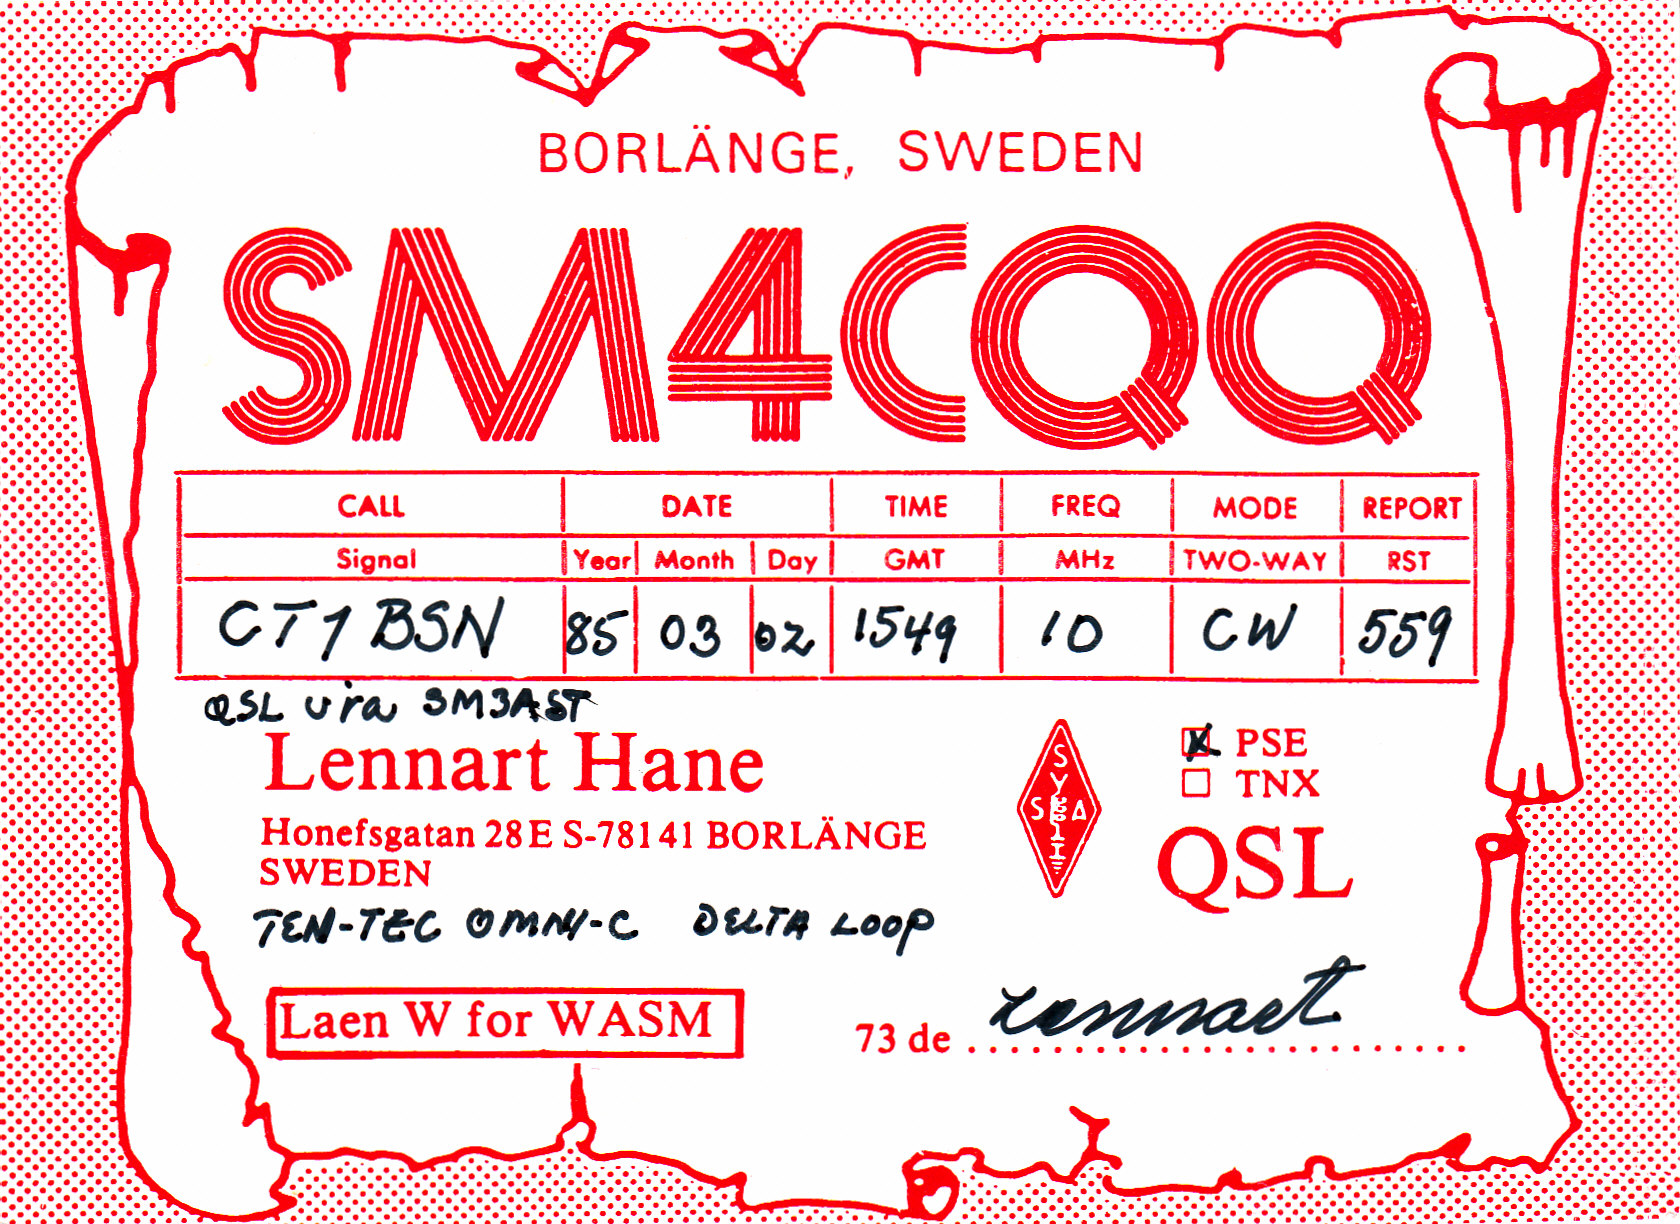 BORLÄNGE, SWEDEN
SM4CQQ
CALL DATE TIME FREQ MODE REPORT
Signal Year Month Day GMT MHz TWO-WAY RST
CT1BSN 85 03 02 1549 10 CW 559
QSL via SM3AST
Lennart Hane
Honefsgatan 28E S-78141 BORLÄNGE
SWEDEN
TEN-TEC OMNI-C DELTA LOOP
SSA
PSE
TNX
QSL
Laen W for WASM
73 de Lennart